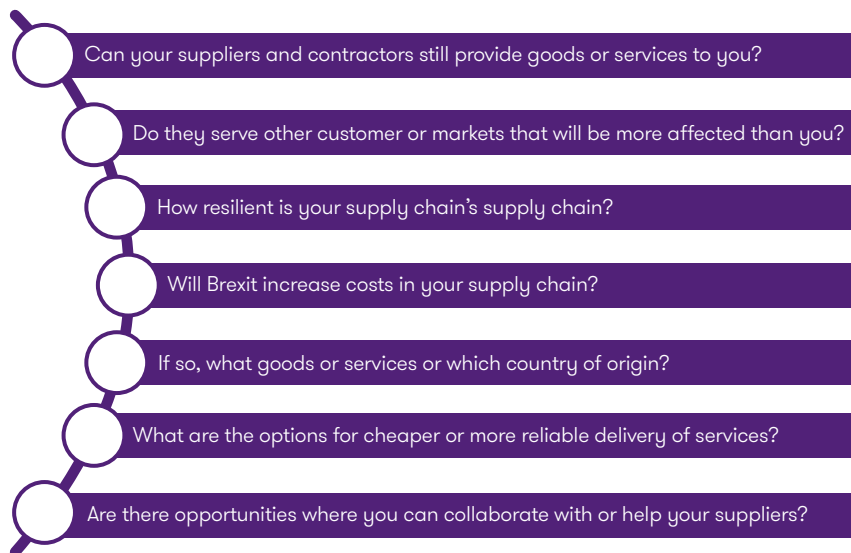 Can your suppliers and contractors still provide goods or services to you?
Do they serve other customer or markets that will be more affected than you?
How resilient is your supply chain's supply chain?
Will Brexit increase costs in your supply chain?
If so, what goods or services or which country of origin?
What are the options for cheaper or more reliable delivery of services?
Are there opportunities where you can collaborate with or help your suppliers?